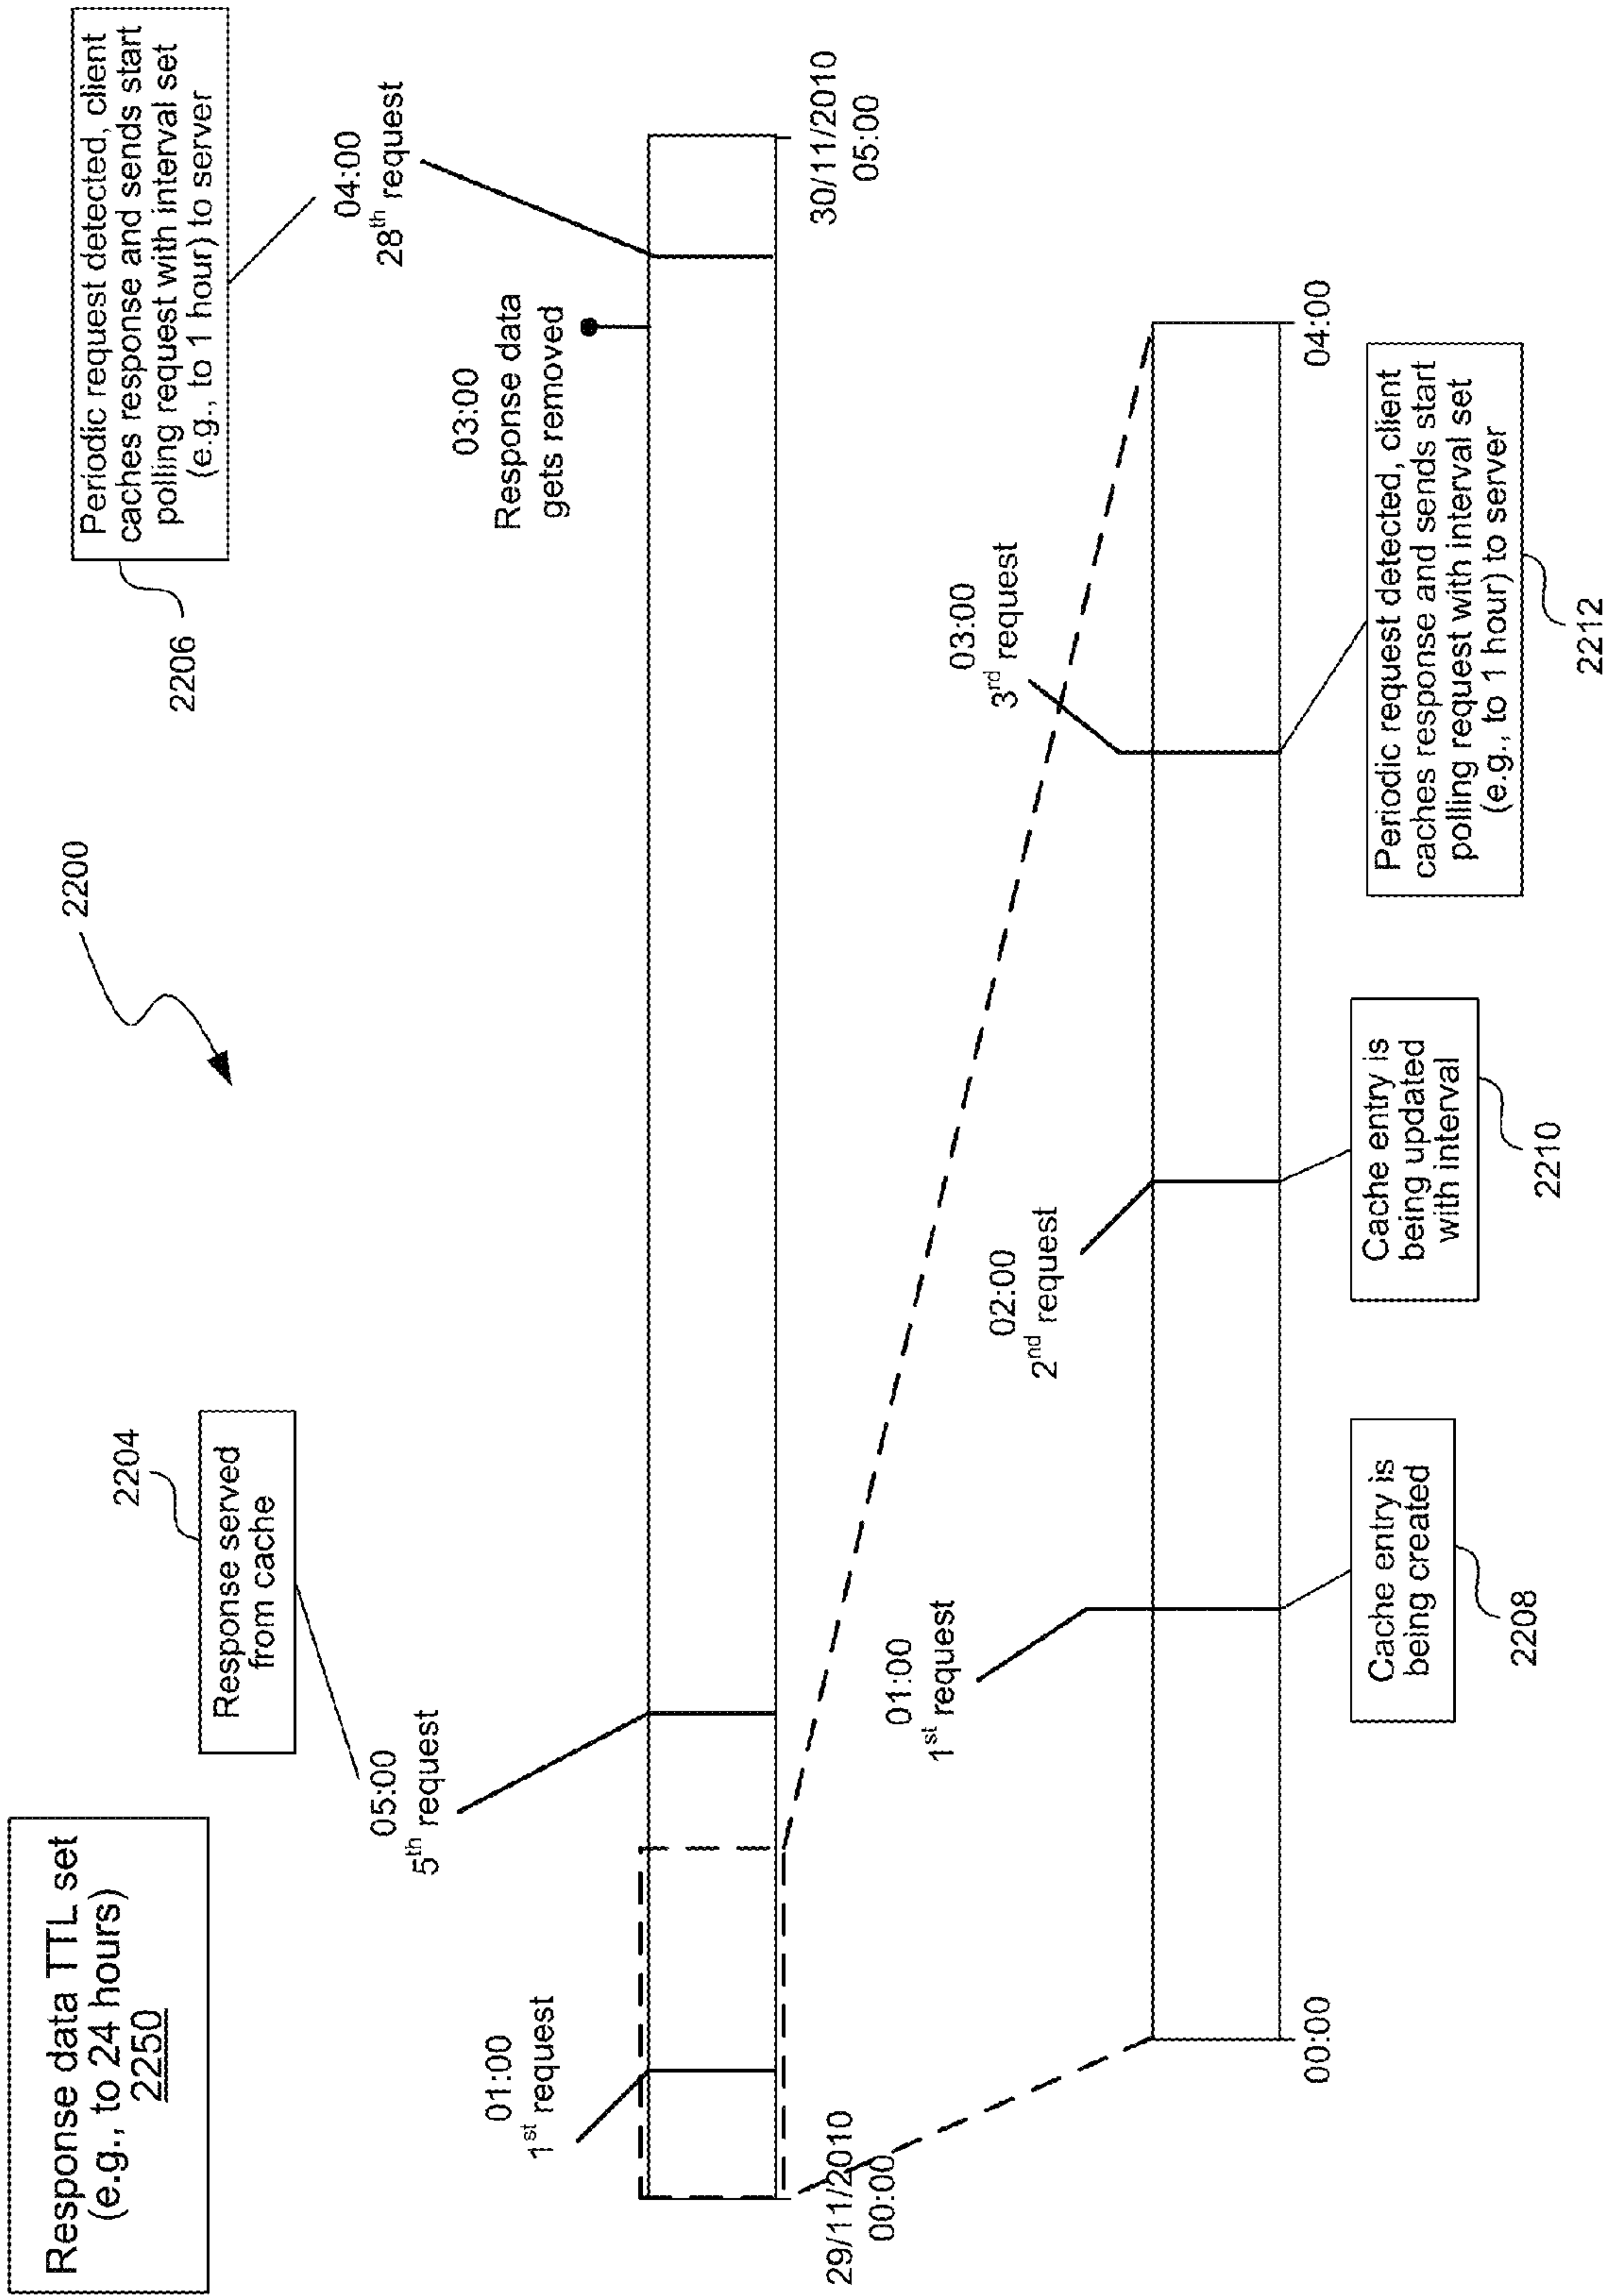 Response data TTL set
(e.g., to 24 hours)
2250
2200
2204
Response served
from cache
2206
Periodic request detected, client
caches response and sends start
polling request with interval set
(e.g., to 1 hour) to server
01:00
1st request
05:00
5th request
03:00
Response data
gets removed
04:00
28th request
29/11/2010
00:00
30/11/2010
05:00
01:00
1st request
02:00
2nd request
03:00
3rd request
00:00
04:00
Cache entry is
being created
2208
Cache entry is
being updated
with interval
2210
Periodic request detected, client
caches response and sends start
polling request with interval set
(e.g., to 1 hour) to server
2212